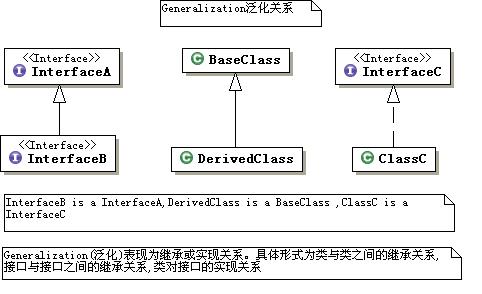 Generalization泛化关系
<<Interface>>
I InterfaceA
C BaseClass
<<Interface>>
I InterfaceC
<<Interface>>
I InterfaceB
C DerivedClass
C ClassC
InterfaceB is a InterfaceA,DerivedClass is a BaseClass ,ClassC is a
InterfaceC
Generalization(泛化)表现为继承或实现关系。具体形式为类与类之间的继承关系,
接口与接口之间的继承关系,类对接口的实现关系